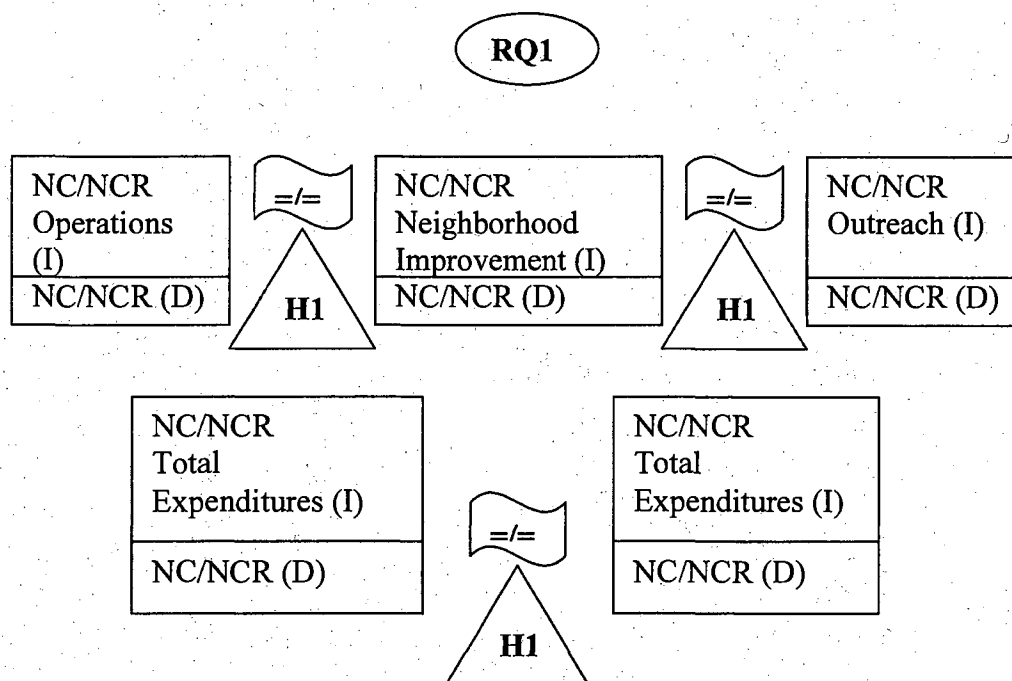 RQ1
NC/NCR
Operations
(I)
NC/NCR (D)
=/=
H1
NC/NCR
Neighborhood
Improvement (I)
NC/NCR (D)
=/=
H1
NC/NCR
Outreach (I)
NC/NCR (D)
NC/NCR
Total
Expenditures (I)
NC/NCR (D)
=/=
H1
NC/NCR
Total
Expenditures (I)
NC/NCR (D)